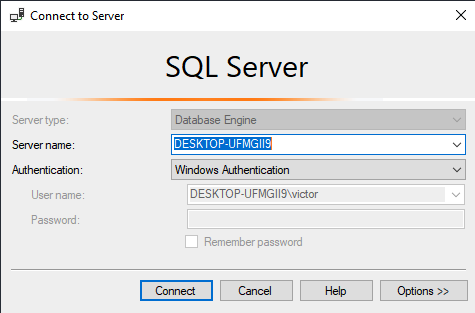 Connect to Server
SQL Server
Server type: Database Engine
Server name: DESKTOP-UFMGII9
Authentication: Windows Authentication
User name: DESKTOP-UFMGII9\victor
Password:
Remember password
Connect Cancel Help Options >>